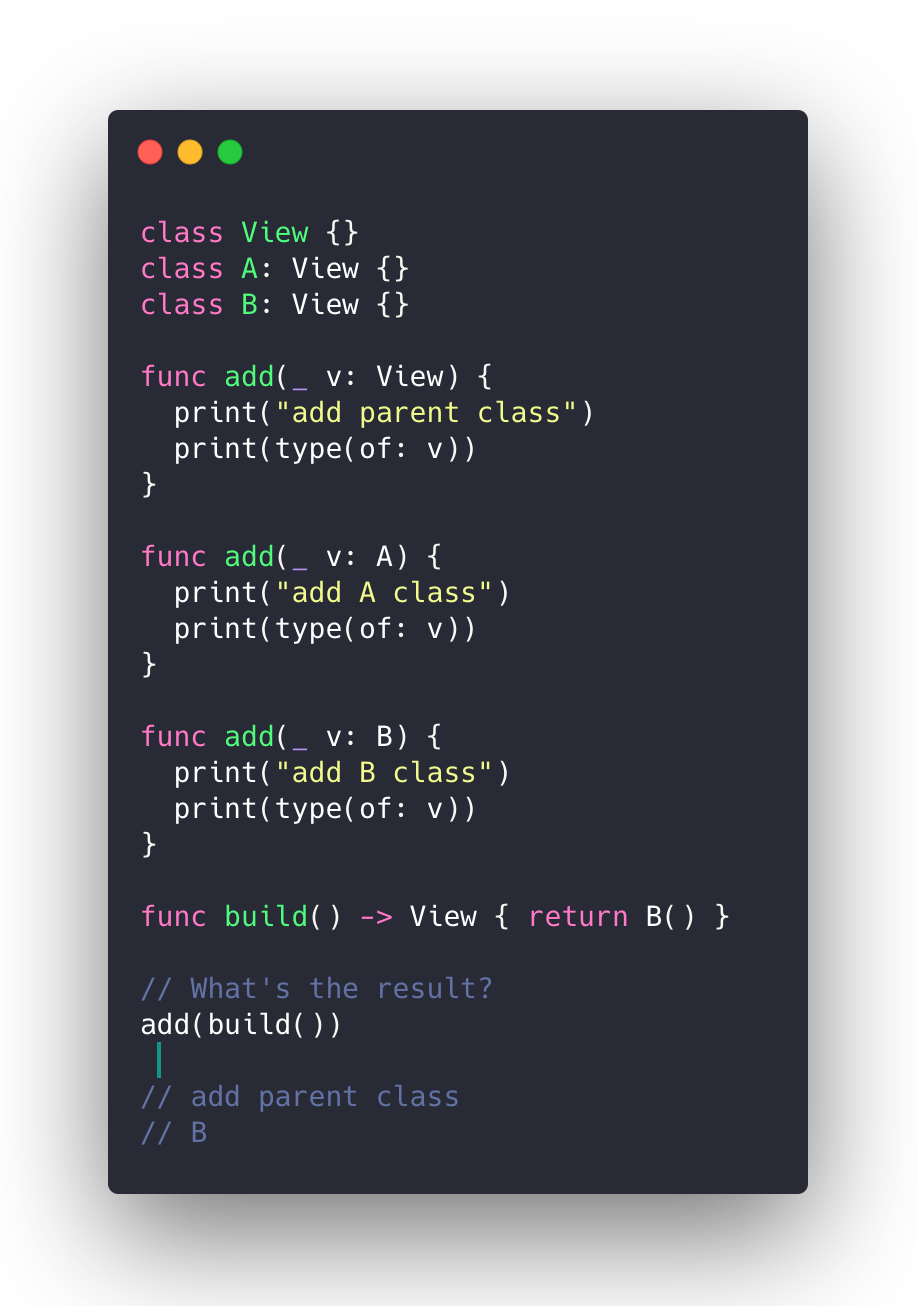 class View {}
class A: View {}
class B: View {}

func add(_ v: View) {
  print("add parent class")
  print(type(of: v))
}

func add(_ v: A) {
  print("add A class")
  print(type(of: v))
}

func add(_ v: B) {
  print("add B class")
  print(type(of: v))
}

func build() -> View { return B() }

// What's the result?
add(build())

// add parent class
// B